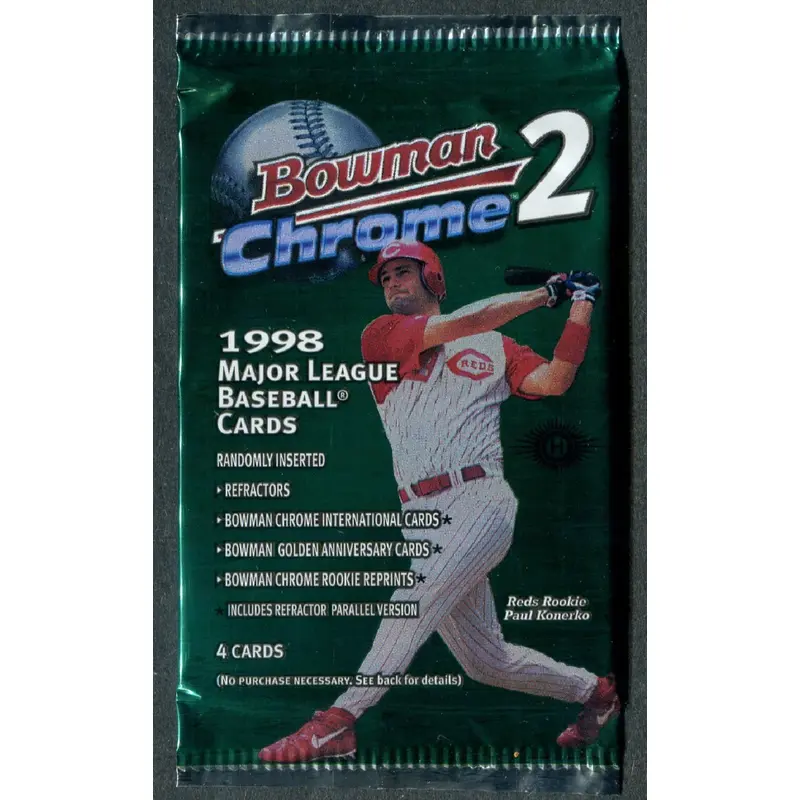 Bowman
Chrome™ 2
1998
MAJOR LEAGUE
BASEBALL®
CARDS
RANDOMLY INSERTED
▸ REFRACTORS
▸ BOWMAN CHROME INTERNATIONAL CARDS *
▸ BOWMAN GOLDEN ANNIVERSARY CARDS *
▸ BOWMAN CHROME ROOKIE REPRINTS *
* INCLUDES REFRACTOR PARALLEL VERSION
4 CARDS
(NO PURCHASE NECESSARY. SEE back for details)
C
REDS
H
Reds Rookie
Paul Konerko